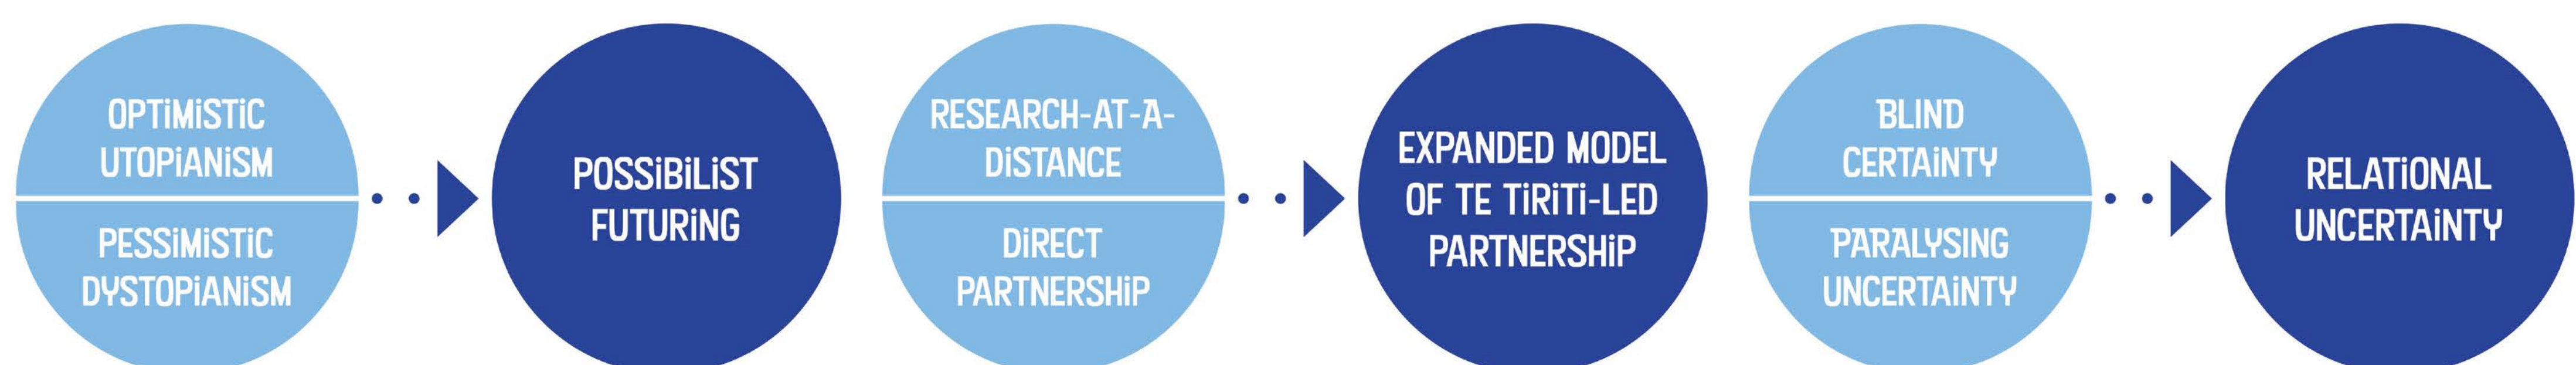 OPTiMiSTiC
UTOPiANiSM
PESSiMiSTiC
DYSTOPiANiSM
POSSiBiLiST
FUTURiNG
RESEARCH-AT-A-
DiSTANCE
DiRECT
PARTNERSHiP
EXPANDED MODEL
OF TE TiRiTi-LED
PARTNERSHiP
BLIND
CERTAiNTY
PARALYSING
UNCERTAiNTY
RELATiONAL
UNCERTAiNTY